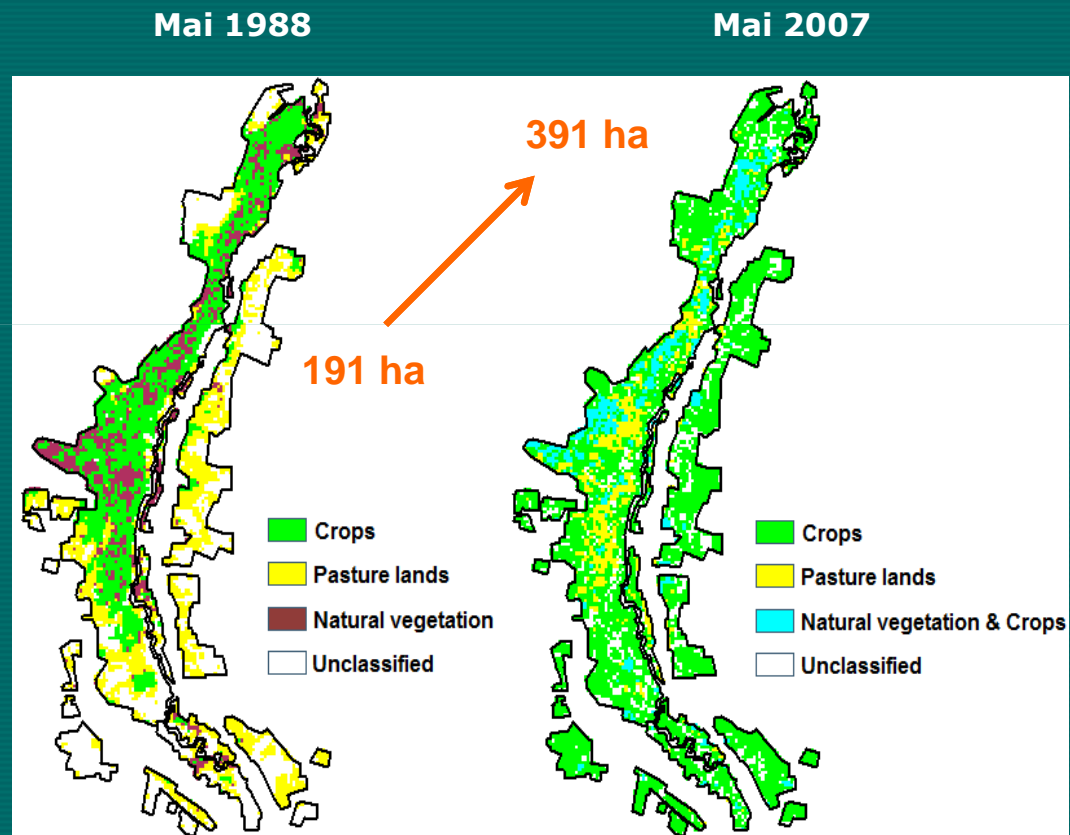 Mai 1988
Mai 2007
391 ha
191 ha
Crops
Pasture lands
Natural vegetation
Unclassified
Crops
Pasture lands
Natural vegetation & Crops
Unclassified